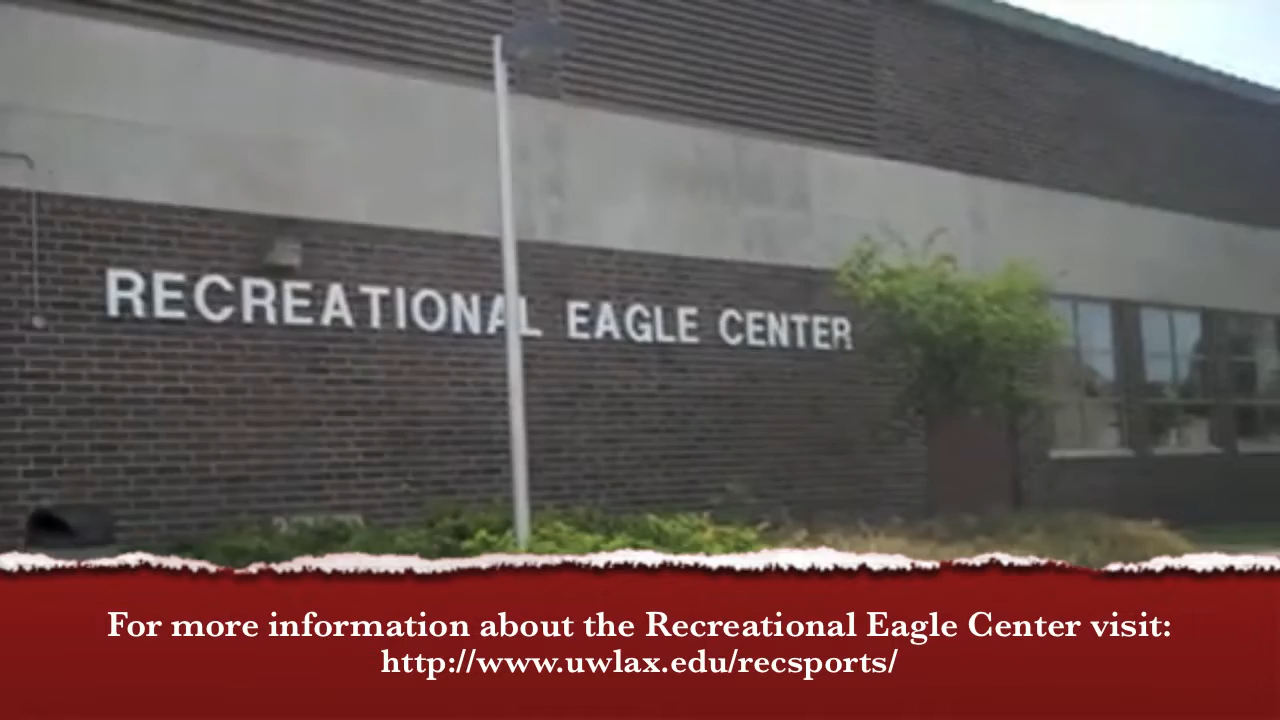 RECREATIONAL EAGLE CENTER
For more information about the Recreational Eagle Center visit:
http://www.uwlax.edu/recsports/